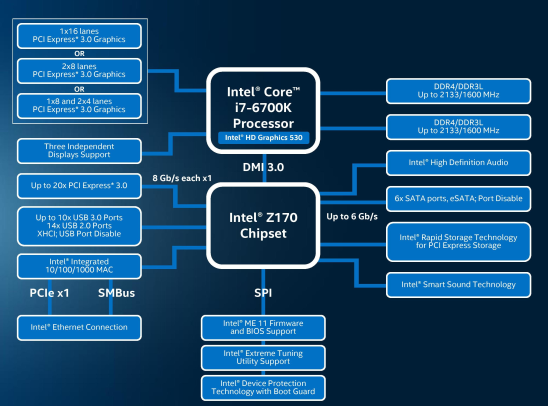 1x16 lanes
PCI Express* 3.0 Graphics
OR
2x8 lanes
PCI Express* 3.0 Graphics
OR
1x8 and 2x4 lanes
PCI Express* 3.0 Graphics
Three Independent
Displays Support
Intel® Core™
i7-6700K
Processor
Intel® HD Graphics 530
DDR4/DDR3L
Up to 2133/1600 MHz
DDR4/DDR3L
Up to 2133/1600 MHz
DMI 3.0
Up to 20x PCI Express* 3.0
8 Gb/s each x1
Up to 10x USB 3.0 Ports
14x USB 2.0 Ports
XHCI; USB Port Disable
Intel® Integrated
10/100/1000 MAC
PCIe x1
SMBus
Intel® Ethernet Connection
Intel® Z170
Chipset
Intel® High Definition Audio
6x SATA ports, eSATA; Port Disable
Up to 6 Gb/s
Intel® Rapid Storage Technology
for PCI Express Storage
Intel® Smart Sound Technology
SPI
Intel® ME 11 Firmware
and BIOS Support
Intel® Extreme Tuning
Utility Support
Intel® Device Protection
Technology with Boot Guard